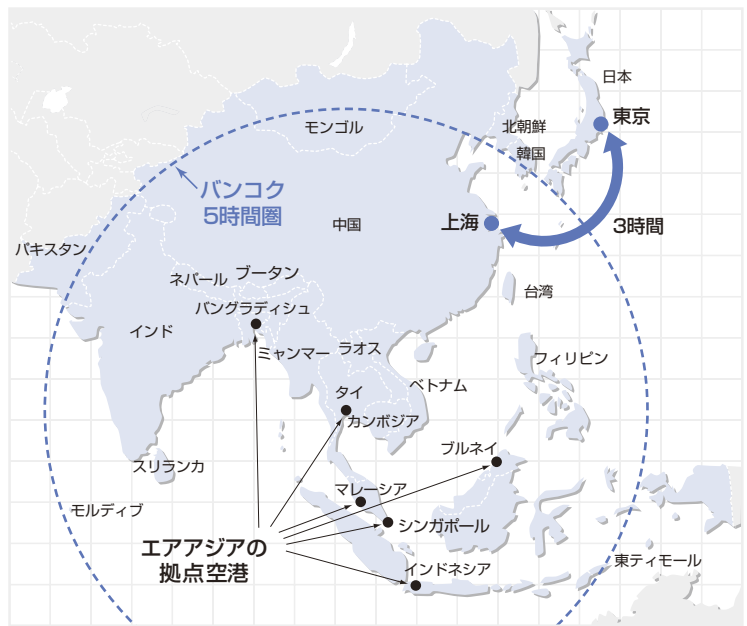 日本
東京
北朝鮮
モンゴル
韓国
バンコク
5時間圏
中国
上海
3時間
パキスタン
ネパール
ブータン
台湾
バングラディシュ
インド
ミャンマー
ラオス
フィリピン
ベトナム
タイ
カンボジア
ブルネイ
スリランカ
マレーシア
モルディブ
シンガポール
エアアジアの
拠点空港
インドネシア
東ティモール